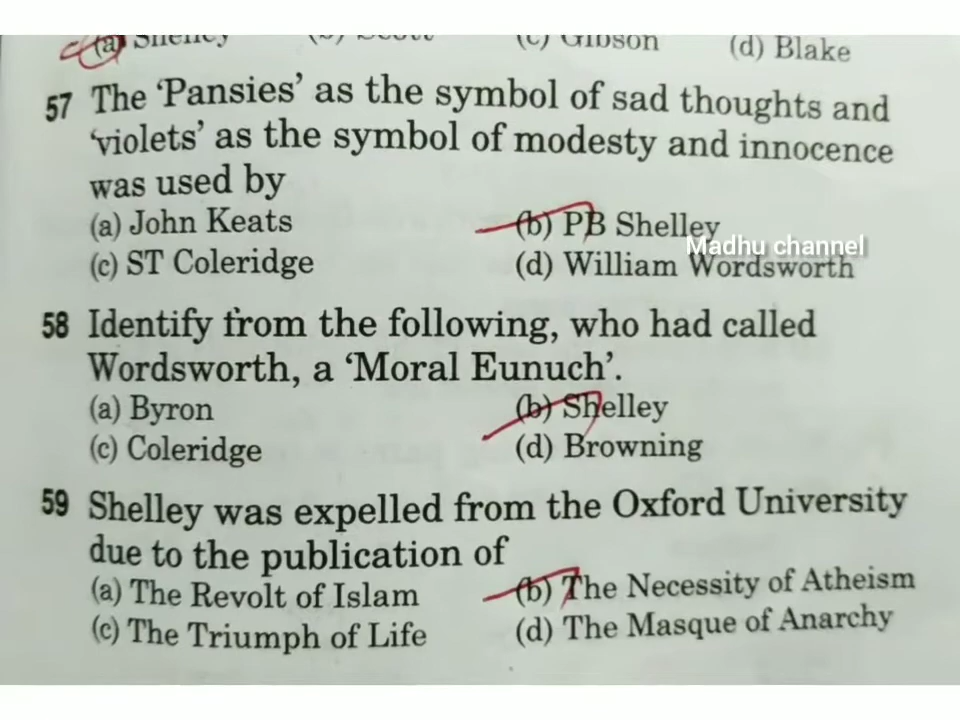 (a) Shelley (b) Scott (c) Gibson (d) Blake
57 The 'Pansies' as the symbol of sad thoughts and
'violets' as the symbol of modesty and innocence
was used by
(a) John Keats (b) PB Shelley
Madhu channel
(c) ST Coleridge (d) William Wordsworth
58 Identify from the following, who had called
Wordsworth, a 'Moral Eunuch'.
(a) Byron (b) Shelley
(c) Coleridge (d) Browning
59 Shelley was expelled from the Oxford University
due to the publication of
(a) The Revolt of Islam (b) The Necessity of Atheism
(c) The Triumph of Life (d) The Masque of Anarchy